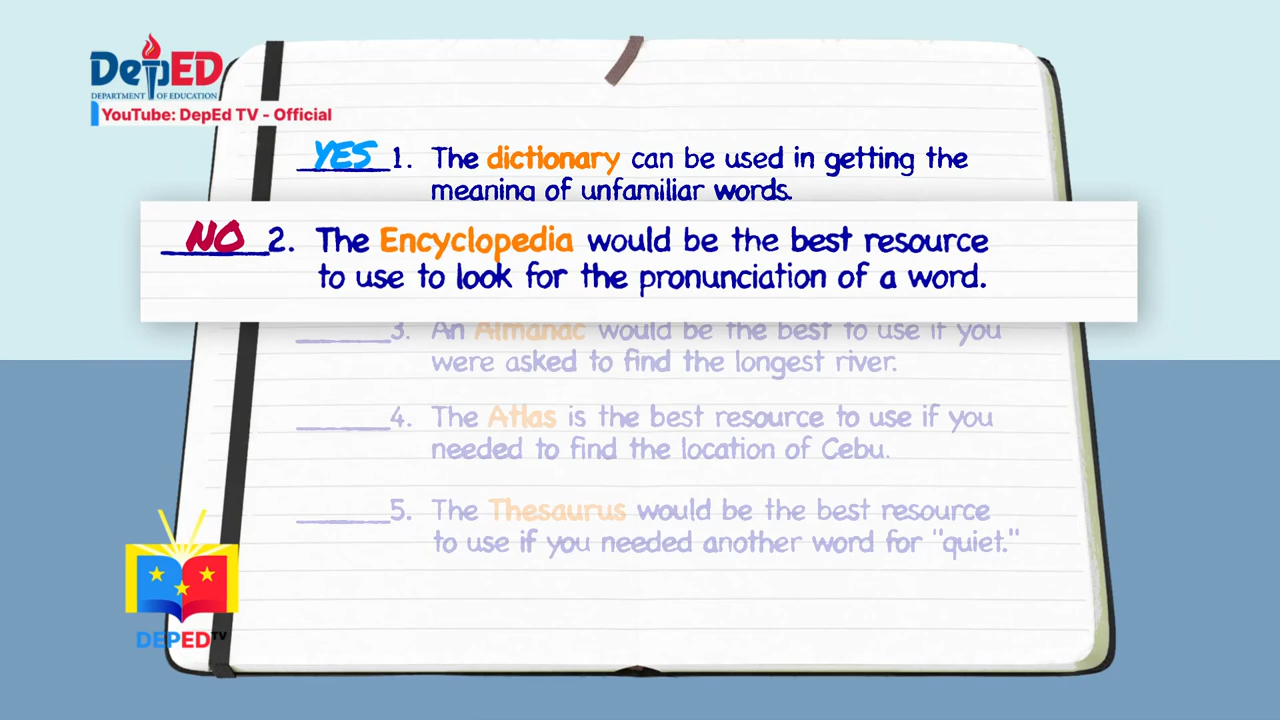 DepED
DEPARTMENT OF EDUCATION
YouTube: DepEd TV - Official
YES 1. The dictionary can be used in getting the
meaning of unfamiliar words.
NO 2. The Encyclopedia would be the best resource
to use to look for the pronunciation of a word.
______3. An Almanac would be the best to use if you
were asked to find the longest river.
______4. The Atlas is the best resource to use if you
needed to find the location of Cebu.
______5. The Thesaurus would be the best resource
to use if you needed another word for "quiet."
DEPED TV